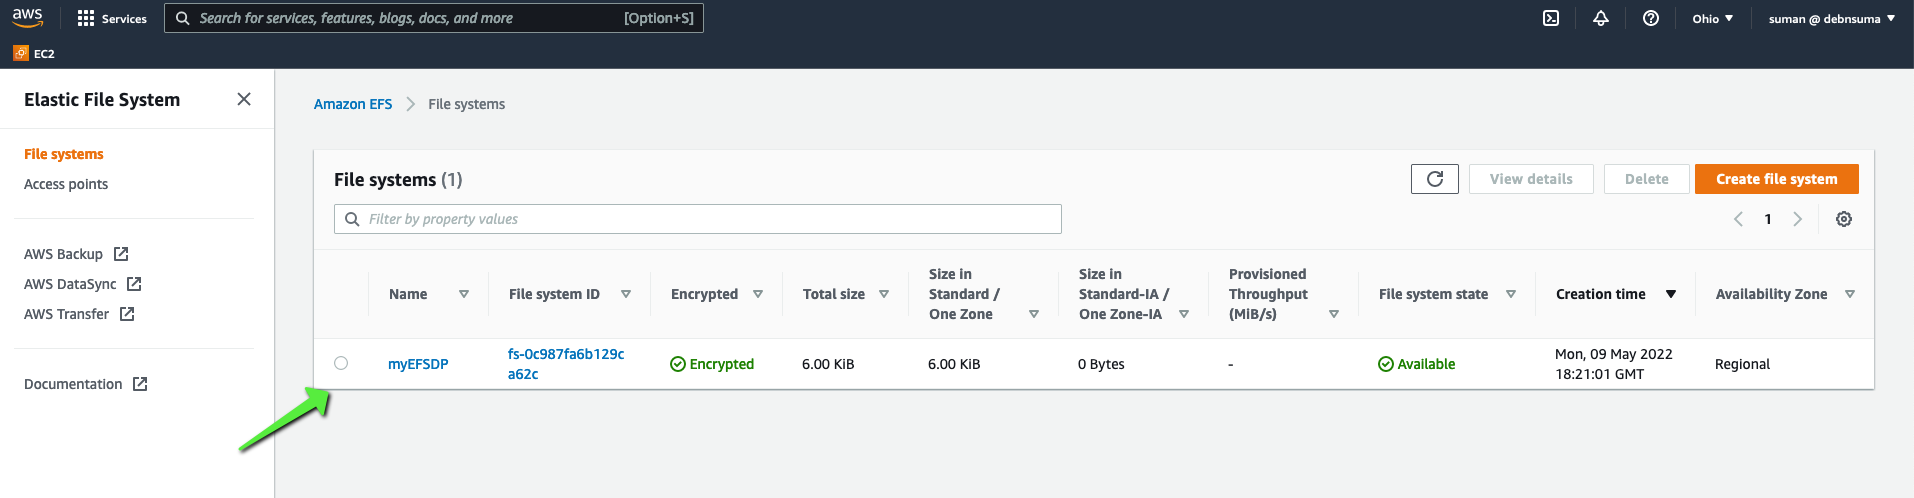 aws
Services
Search for services, features, blogs, docs, and more
[Option+S]
Ohio
suman @ debnsuma
EC2
Elastic File System
File systems
Access points
AWS Backup
AWS DataSync
AWS Transfer
Documentation
Amazon EFS
File systems
File systems (1)
View details
Delete
Create file system
Filter by property values
1
Name
File system ID
Encrypted
Total size
Size in
Standard /
One Zone
Size in
Standard-IA /
One Zone-IA
Provisioned
Throughput
(MiB/s)
File system state
Creation time
Availability Zone
myEFSDP
fs-0c987fa6b129c
a62c
Encrypted
6.00 KiB
6.00 KiB
0 Bytes
-
Available
Mon, 09 May 2022
18:21:01 GMT
Regional